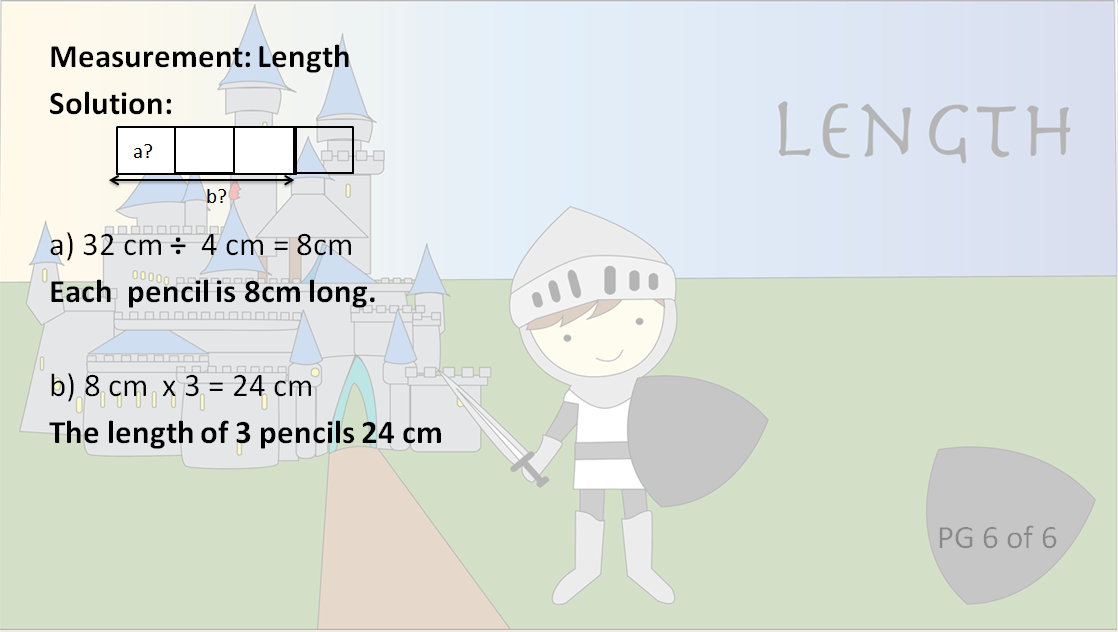 Measurement: Length
LENGTH
Solution:
a?
b?
a) 32 cm ÷ 4 cm = 8cm
Each pencil is 8cm long.
b) 8 cm x 3 = 24 cm
The length of 3 pencils 24 cm
PG 6 of 6